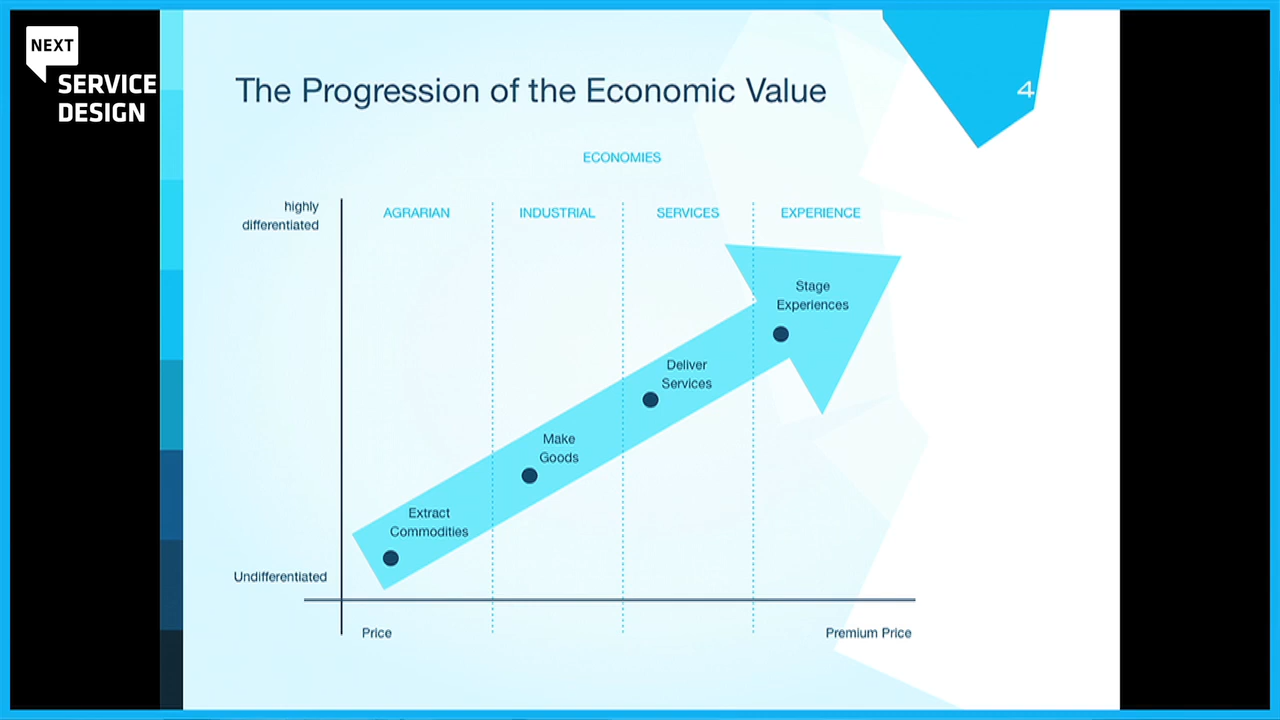 NEXT
SERVICE
DESIGN
The Progression of the Economic Value
4
ECONOMIES
highly
differentiated
AGRARIAN
INDUSTRIAL
SERVICES
EXPERIENCE
Stage
Experiences
Deliver
Services
Make
Goods
Extract
Commodities
Undifferentiated
Price
Premium Price